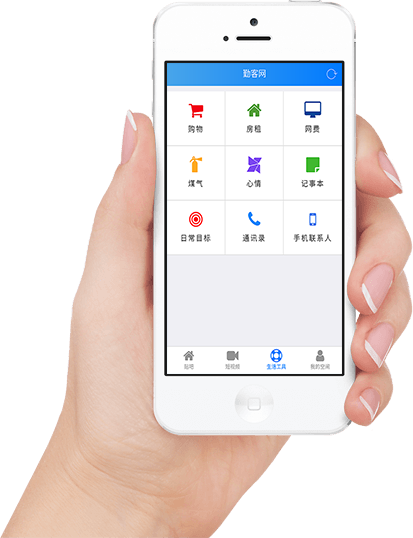 勤客网
购物 房租 网费
煤气 心情 记事本
日常目标 通讯录 手机联系人
贴吧 短视频 生活工具 我的空间